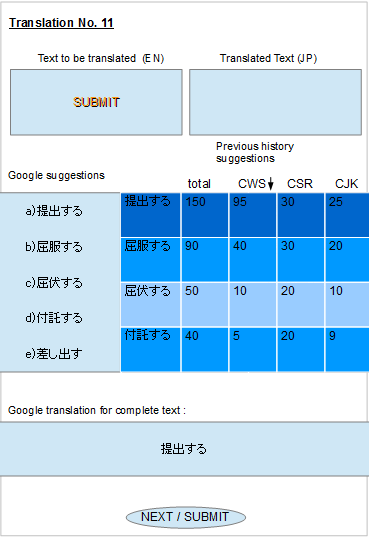 Translation No. 11
Text to be translated (EN)
Translated Text (JP)
SUBMIT
Previous history
suggestions
Google suggestions
total CWS CSR CJK
a)提出する
b)屈服する
c)屈伏する
d)付託する
e)差し出す
提出する 150 95 30 25
屈服する 90 40 30 20
屈伏する 50 10 20 10
付託する 40 5 20 9
Google translation for complete text :
提出する
NEXT / SUBMIT